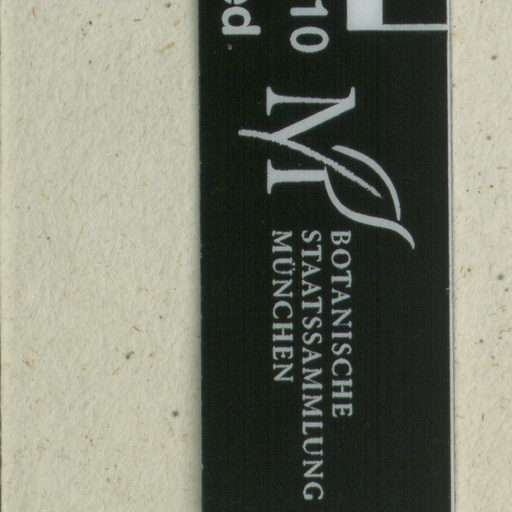 10
ed
M
BOTANISCHE
STAATSSAMMLUNG
MÜNCHEN